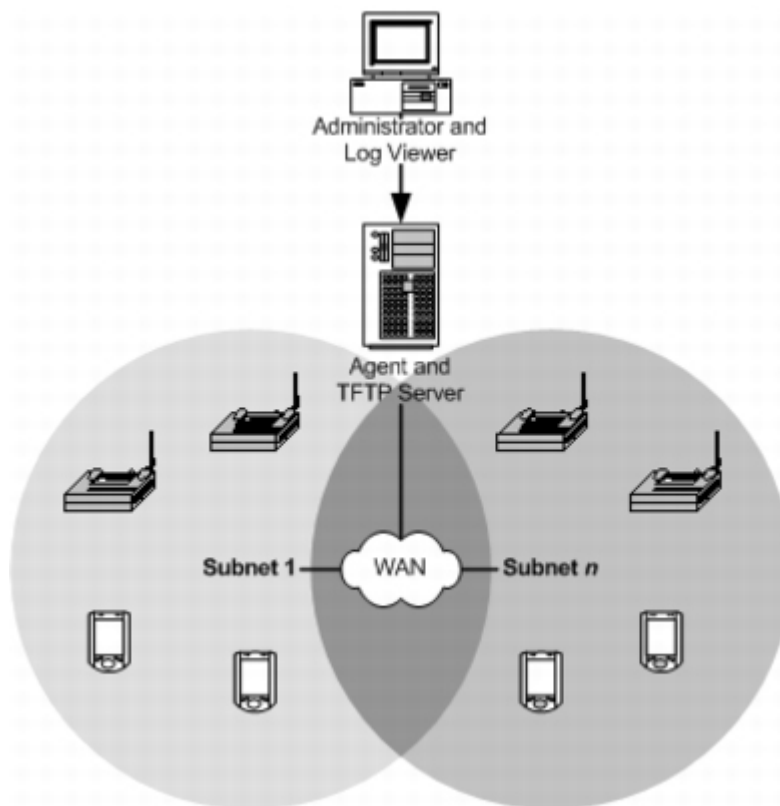 Administrator and
Log Viewer
Agent and
TFTP Server
Subnet 1
WAN
Subnet n